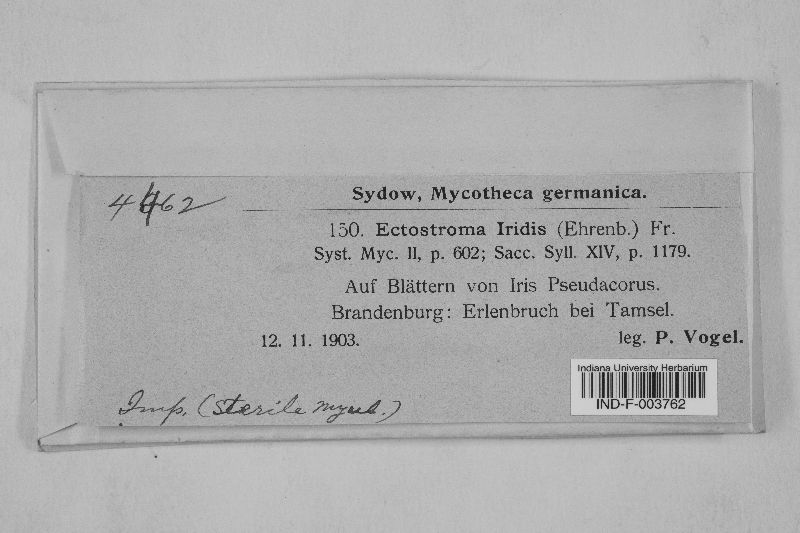 4462
Sydow, Mycotheca germanica.
150. Ectostroma Iridis (Ehrenb.) Fr.
Syst. Myc. II, p. 602; Sacc. Syll. XIV, p. 1179.
Auf Blättern von Iris Pseudacorus.
Brandenburg: Erlenbruch bei Tamsel.
12. 11. 1903. leg. P. Vogel.
Indiana University Herbarium
IND-F-003762
Imp. (sterile mycel.)